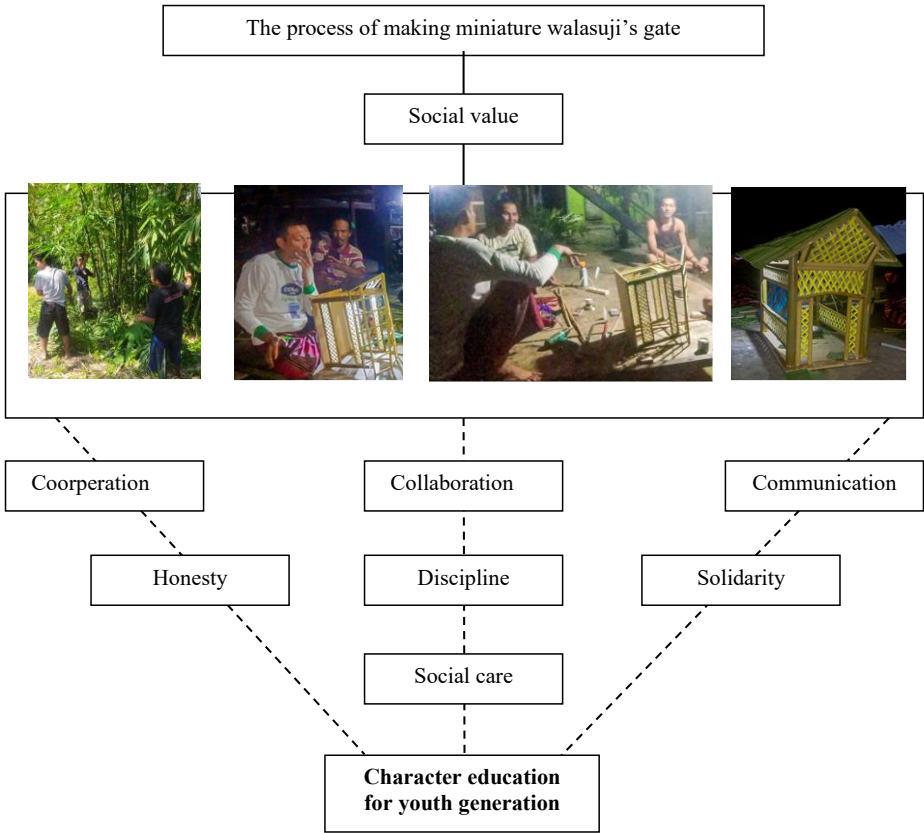 The process of making miniature walasuji’s gate
Social value
Coorperation
Collaboration
Communication
Honesty
Discipline
Solidarity
Social care
Character education
for youth generation